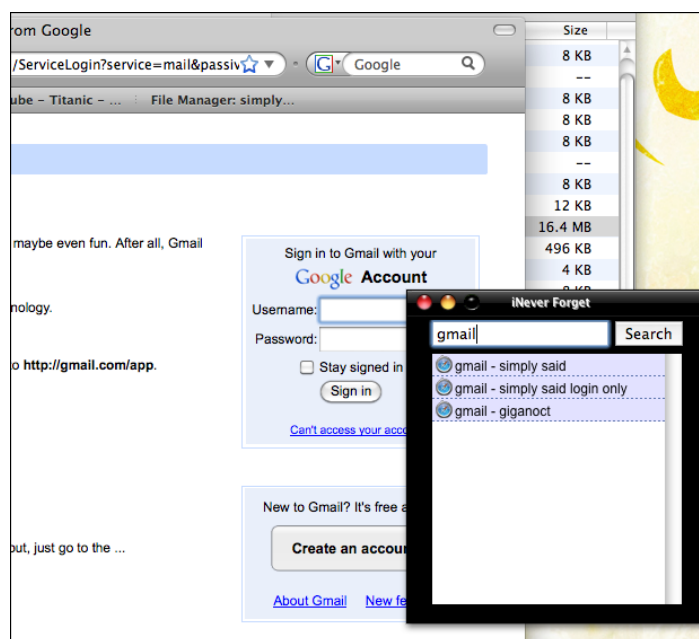 rom Google
Size
/ServiceLogin?service=mail&passiv
G
Google
ube – Titanic – ...
File Manager: simply...
8 KB
--
8 KB
8 KB
8 KB
--
8 KB
12 KB
16.4 MB
496 KB
4 KB
maybe even fun. After all, Gmail
nology.
o http://gmail.com/app.
Sign in to Gmail with your
Google Account
Username:
Password:
Stay signed in
Sign in
Can't access your acco
iNever Forget
gmail
Search
gmail - simply said
gmail - simply said login only
gmail - giganoct
New to Gmail? It's free a
out, just go to the ...
Create an accoun
About Gmail
New fe